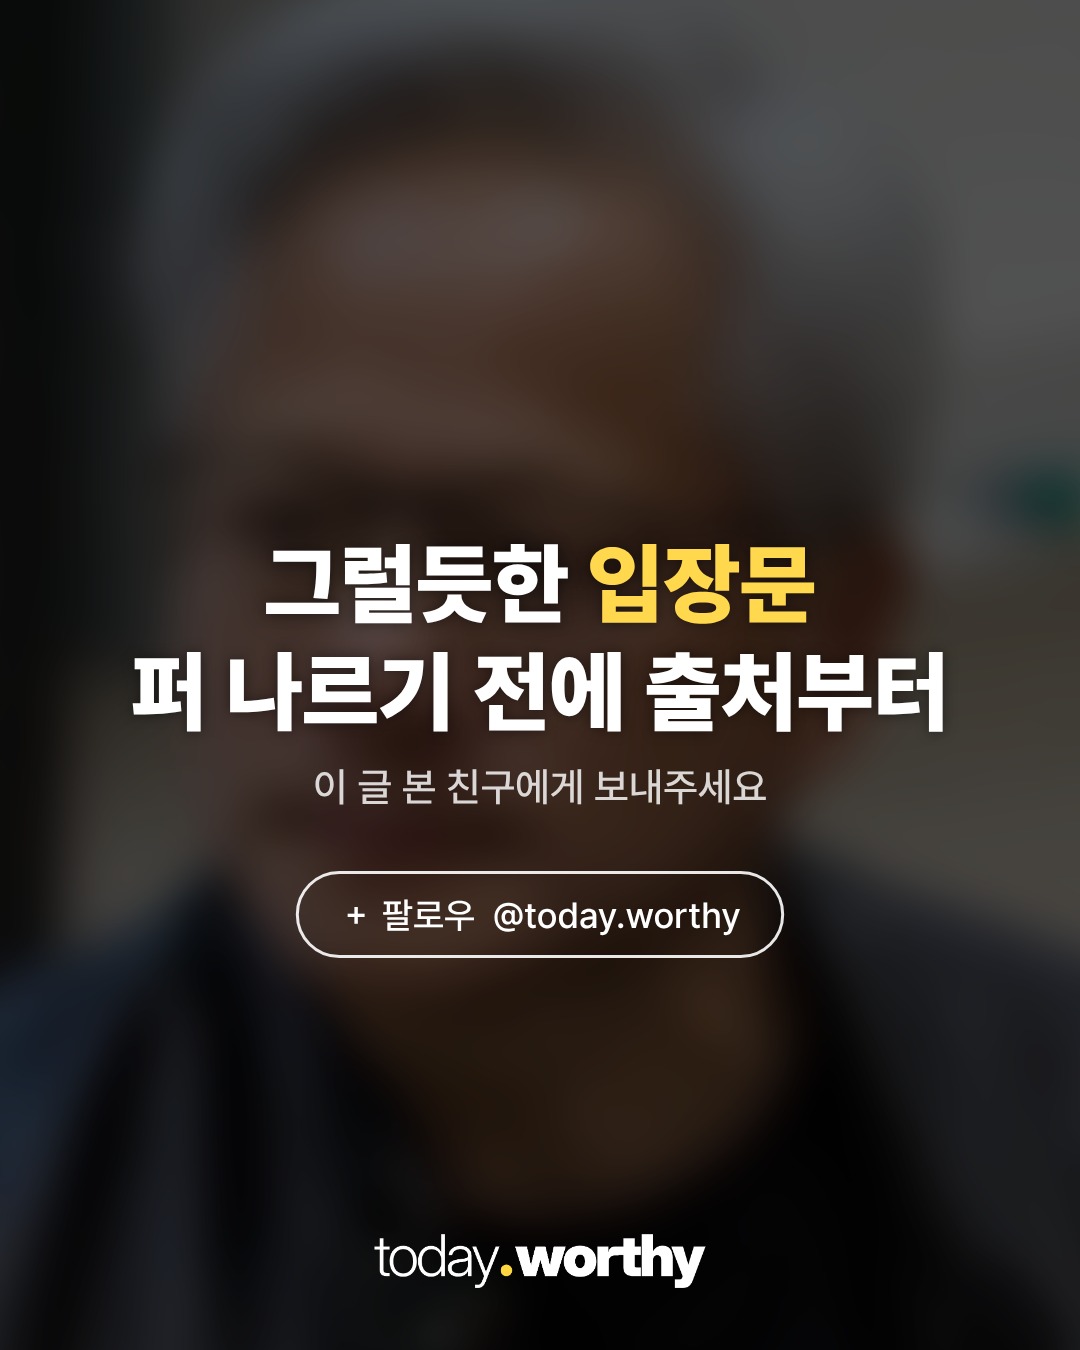 그럴듯한 입장문
퍼 나르기 전에 출처부터
이 글 본 친구에게 보내주세요
+ 팔로우 @today.worthy
today.worthy